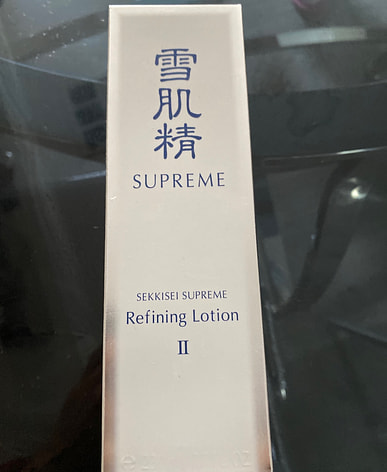 雪
肌
精
SUPREME
SEKKISEI SUPREME
Refining Lotion
II